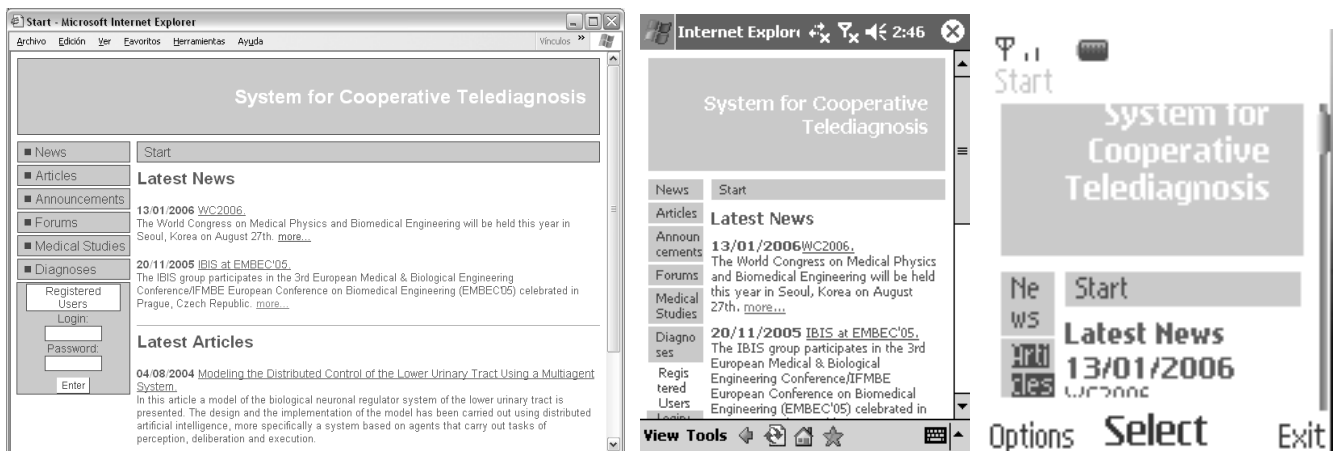 Start - Microsoft Internet Explorer
Archivo Edición Ver Favoritos Herramientas Ayuda
Vínculos »
System for Cooperative Telediagnosis
News
Articles
Announcements
Forums
Medical Studies
Diagnoses
Registered
Users
Login:
Password:
Enter
Start
Latest News
13/01/2006 WC2006.
The World Congress on Medical Physics and Biomedical Engineering will be held this year in
Seoul, Korea on August 27th. more...
20/11/2005 IBIS at EMBEC'05.
The IBIS group participates in the 3rd European Medical & Biological Engineering
Conference/IFMBE European Conference on Biomedical Engineering (EMBEC'05) celebrated in
Prague, Czech Republic. more...
Latest Articles
04/08/2004 Modeling the Distributed Control of the Lower Urinary Tract Using a Multiagent
System.
In this article a model of the biological neuronal regulator system of the lower urinary tract is
presented. The design and the implementation of the model has been carried out using distributed
artificial intelligence, more specifically a system based on agents that carry out tasks of
perception, deliberation and execution.
Internet Explor 2:46
System for Cooperative
Telediagnosis
News
Articles
Announ
cements
Forums
Medical
Studies
Diagno
ses
Regis
tered
Users
Login:
Start
Latest News
13/01/2006WC2006.
The World Congress on Medical Physics
and Biomedical Engineering will be held
this year in Seoul, Korea on August
27th. more...
20/11/2005 IBIS at EMBEC'05.
The IBIS group participates in the 3rd
European Medical & Biological
Engineering Conference/IFMBE
European Conference on Biomedical
Engineering (EMBEC'05) celebrated in
View Tools
Start
System for
Cooperative
Telediagnosis
Ne
ws
Arti
cles
Start
Latest News
13/01/2006
WC2006
Options Select Exit